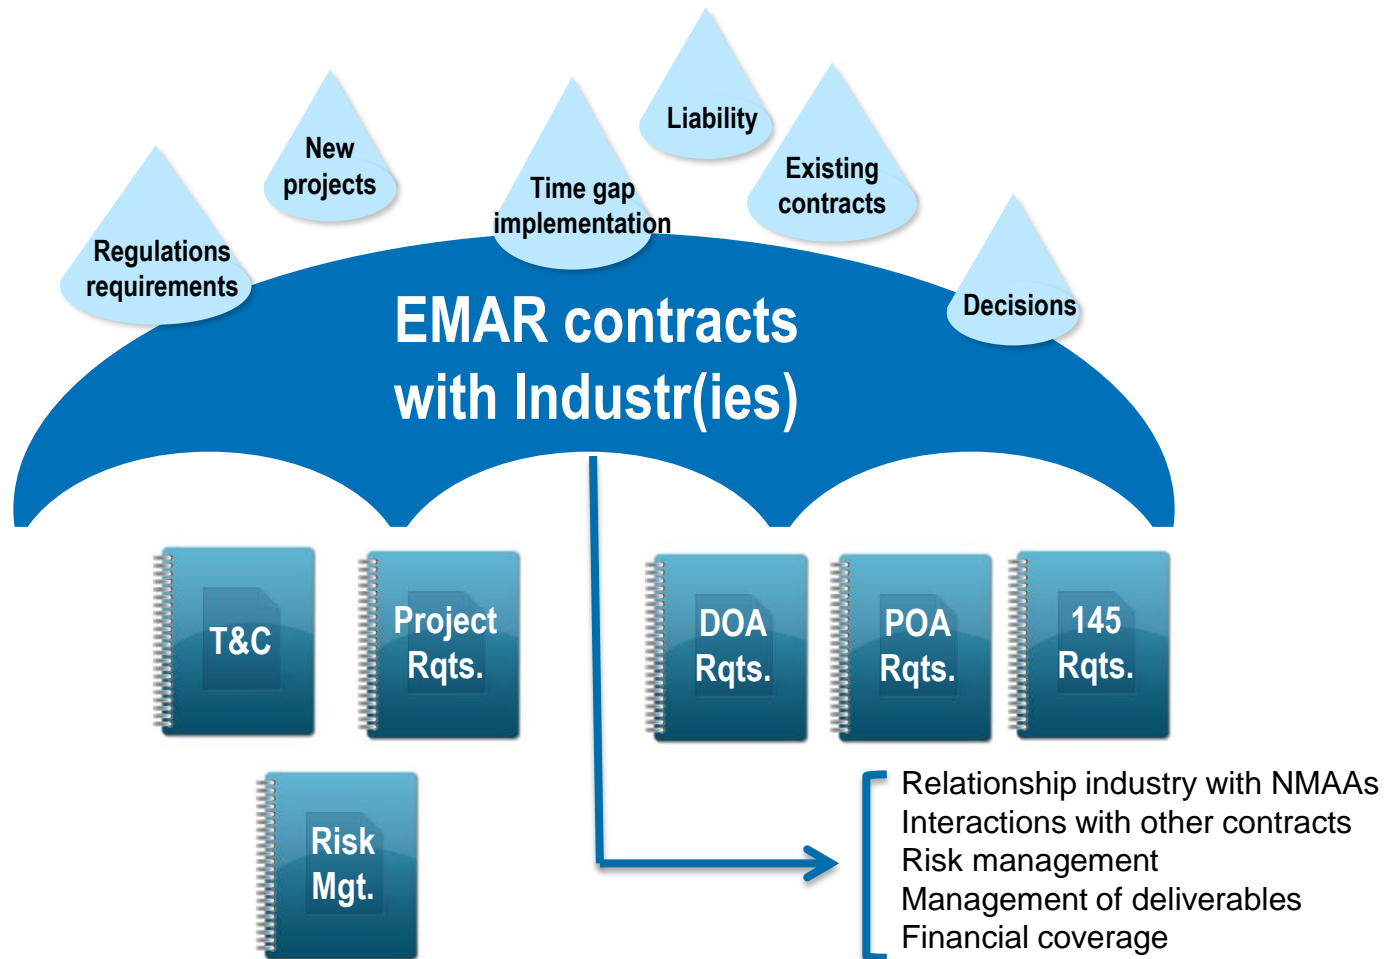 Liability
New
projects
Existing
contracts
Time gap
implementation
Regulations
requirements
Decisions
EMAR contracts
with Industr(ies)
T&C
Project
Rqts.
DOA
Rqts.
POA
Rqts.
145
Rqts.
Risk
Mgt.
Relationship industry with NMAAs
Interactions with other contracts
Risk management
Management of deliverables
Financial coverage